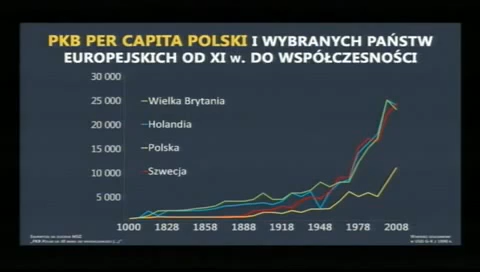 PKB PER CAPITA POLSKI I WYBRANYCH PAŃSTW
EUROPEJSKICH OD XI w. DO WSPÓŁCZESNOŚCI
30 000
25 000
20 000
15 000
10 000
5 000
Wielka Brytania
Holandia
Polska
Szwecja
1000 1828 1858 1888 1918 1948 1978 2008